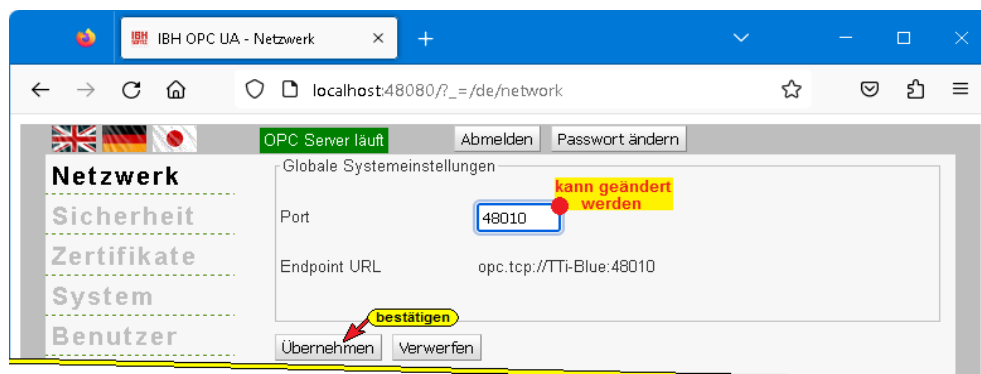 IBH OPC UA - Netzwerk
localhost:48080/?_=/de/network
OPC Server läuft
Abmelden
Passwort ändern
Netzwerk
Sicherheit
Zertifikate
System
Benutzer
Globale Systemeinstellungen
kann geändert
werden
Port
48010
Endpoint URL
opc.tcp://TTi-Blue:48010
bestätigen
Übernehmen
Verwerfen